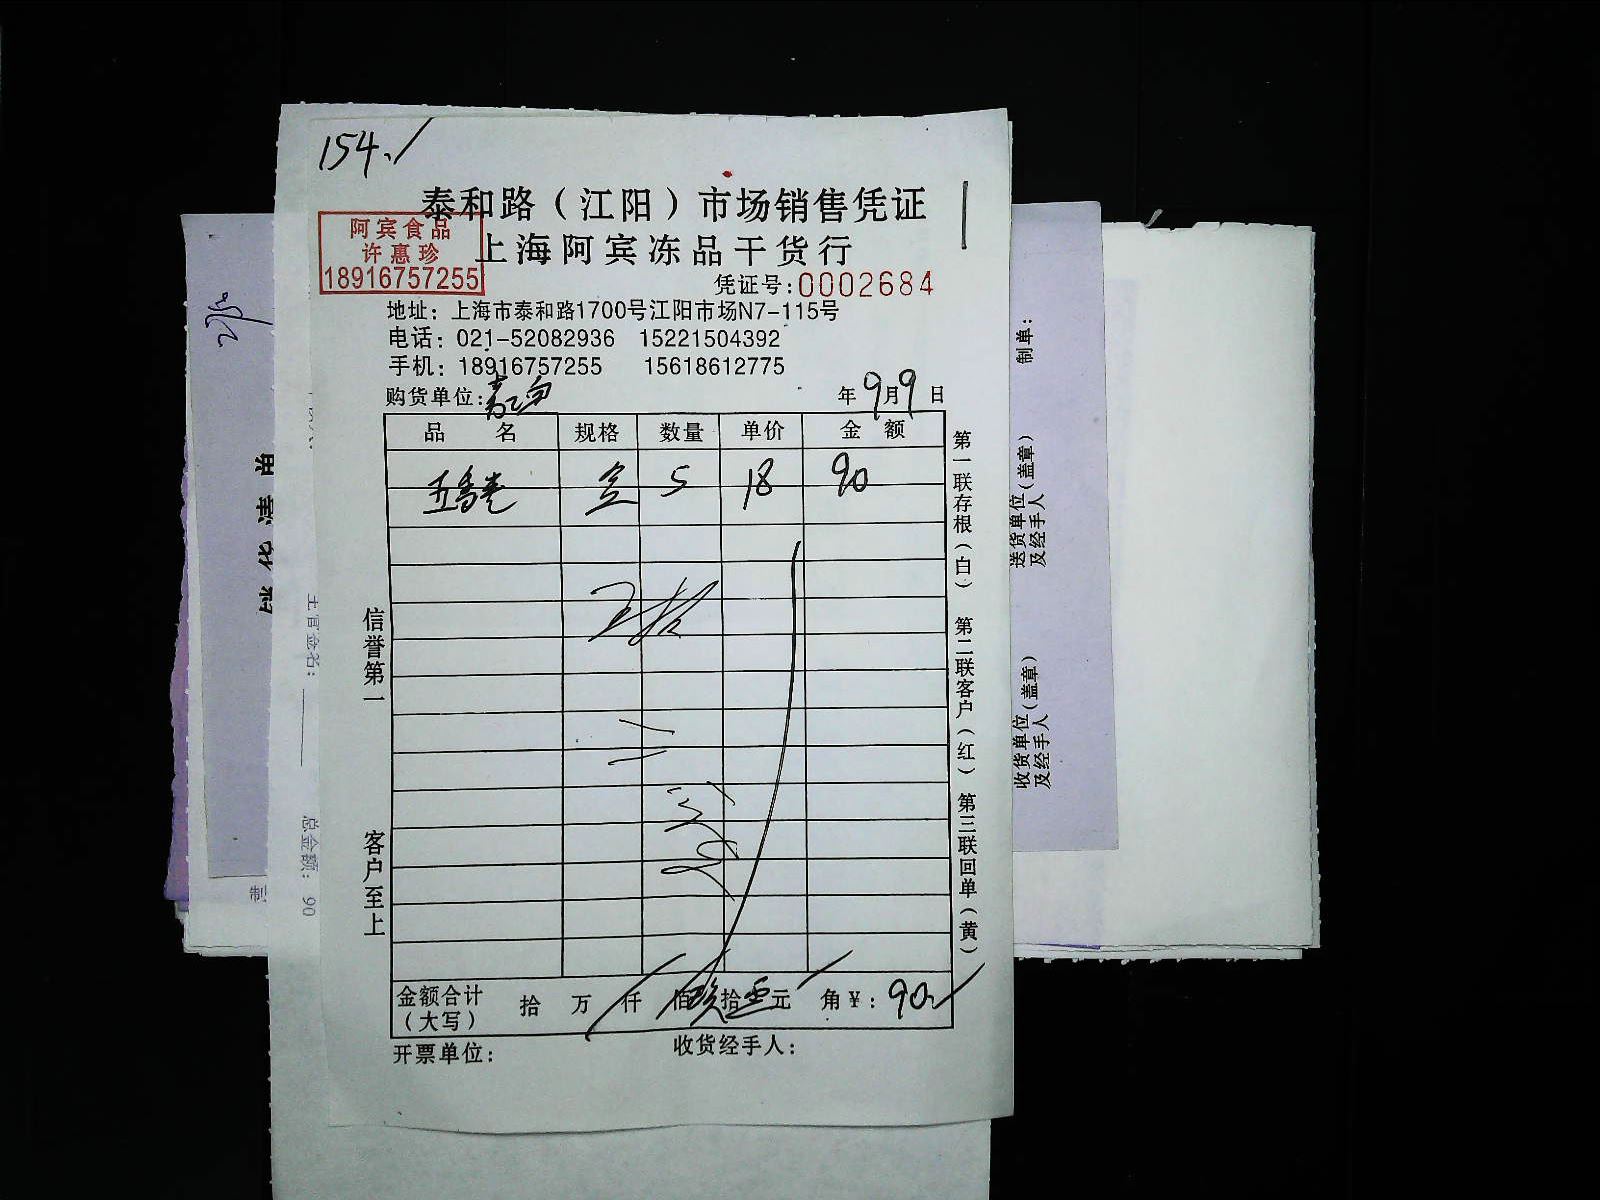 154.
泰和路（江阳）市场销售凭证
阿宾食品
许惠珍
18916757255
上海阿宾冻品干货行
凭证号：0002684
地址：上海市泰和路1700号江阳市场N7-115号
电话：021-52082936 15221504392
手机：18916757255 15618612775
购货单位： 年9月9日
品名 规格 数量 单价 金额
五香 5 18 90
信誉第一 客户至上
第一联存根（白） 第二联客户（红） 第三联回单（黄）
金额合计（大写） 拾 万 仟 佰玖拾 元 角 ¥：90
开票单位： 收货经手人：
制单：
送货单位（盖章）及经手人
收货单位（盖章）及经手人
总金额：90
制